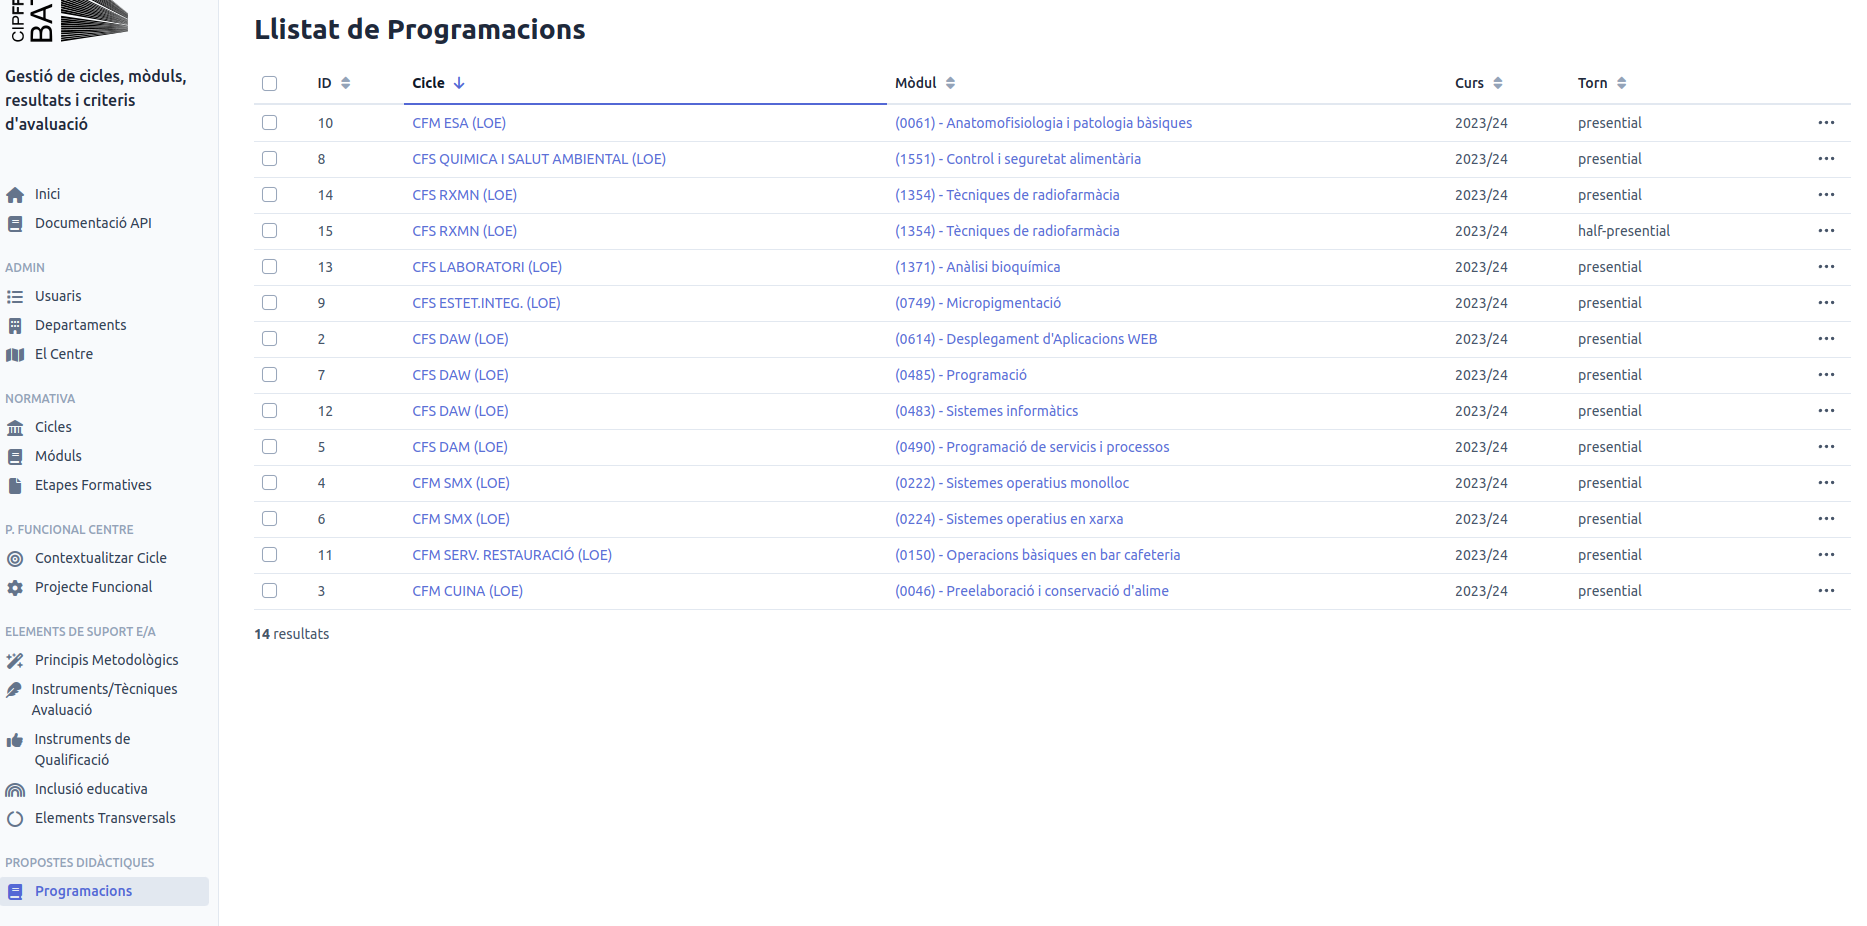 CIPF
BAT
Gestió de cicles, mòduls,
resultats i criteris
d'avaluació
Inici
Documentació API
ADMIN
Usuaris
Departaments
El Centre
NORMATIVA
Cicles
Móduls
Etapes Formatives
P. FUNCIONAL CENTRE
Contextualitzar Cicle
Projecte Funcional
ELEMENTS DE SUPORT E/A
Principis Metodològics
Instruments/Tècniques
Avaluació
Instruments de
Qualificació
Inclusió educativa
Elements Transversals
PROPOSTES DIDÀCTIQUES
Programacions
Llistat de Programacions
ID Cicle Mòdul Curs Torn
10 CFM ESA (LOE) (0061) - Anatomofisiologia i patologia bàsiques 2023/24 presential
8 CFS QUIMICA I SALUT AMBIENTAL (LOE) (1551) - Control i seguretat alimentària 2023/24 presential
14 CFS RXMN (LOE) (1354) - Tècniques de radiofarmàcia 2023/24 presential
15 CFS RXMN (LOE) (1354) - Tècniques de radiofarmàcia 2023/24 half-presential
13 CFS LABORATORI (LOE) (1371) - Anàlisi bioquímica 2023/24 presential
9 CFS ESTET.INTEG. (LOE) (0749) - Micropigmentació 2023/24 presential
2 CFS DAW (LOE) (0614) - Desplegament d'Aplicacions WEB 2023/24 presential
7 CFS DAW (LOE) (0485) - Programació 2023/24 presential
12 CFS DAW (LOE) (0483) - Sistemes informàtics 2023/24 presential
5 CFS DAM (LOE) (0490) - Programació de servicis i processos 2023/24 presential
4 CFM SMX (LOE) (0222) - Sistemes operatius monolloc 2023/24 presential
6 CFM SMX (LOE) (0224) - Sistemes operatius en xarxa 2023/24 presential
11 CFM SERV. RESTAURACIÓ (LOE) (0150) - Operacions bàsiques en bar cafeteria 2023/24 presential
3 CFM CUINA (LOE) (0046) - Preelaboració i conservació d'alime 2023/24 presential
14 resultats